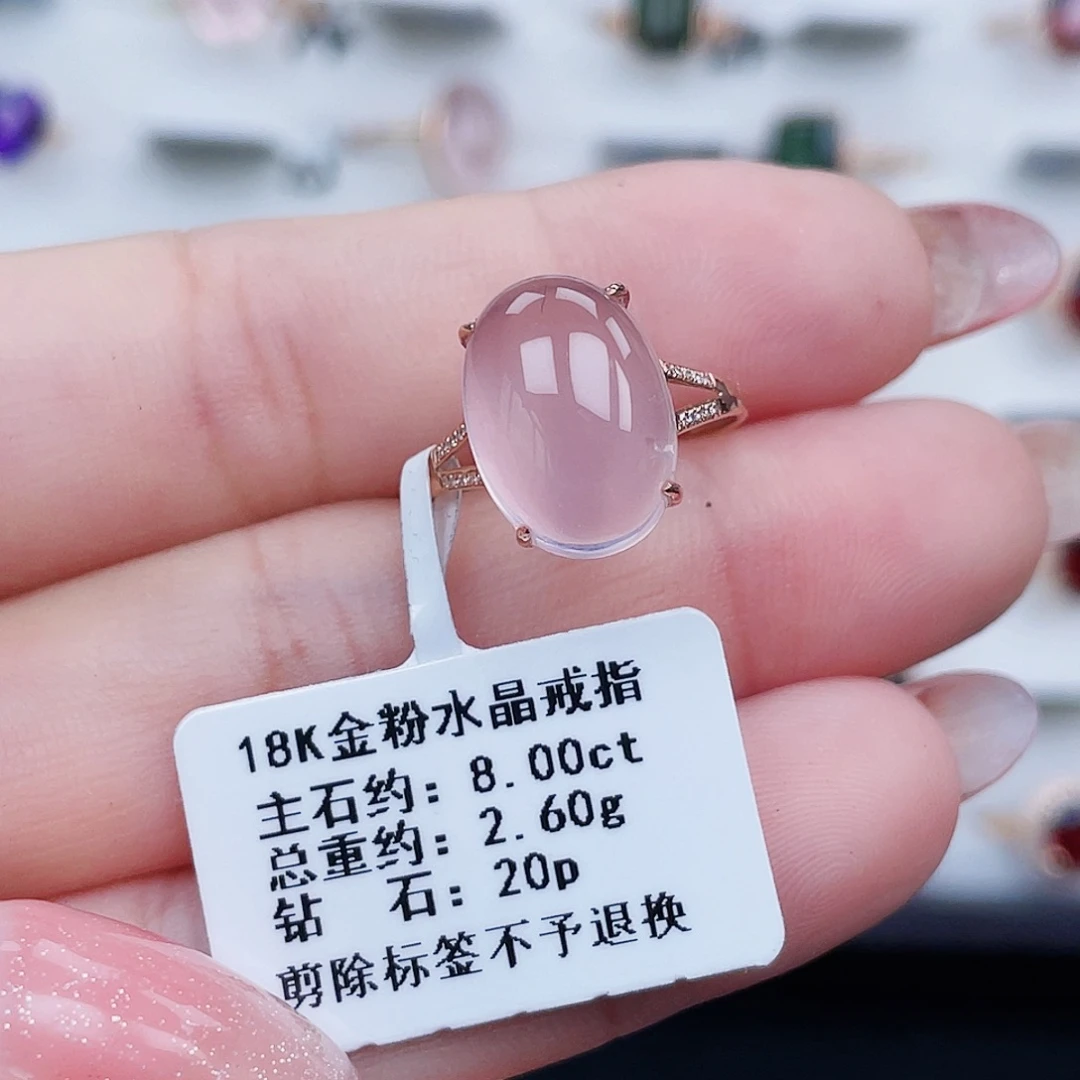 18K金粉水晶戒指
主石约：8.00ct
总重约：2.60g
钻 石：20p
剪除标签不予退换